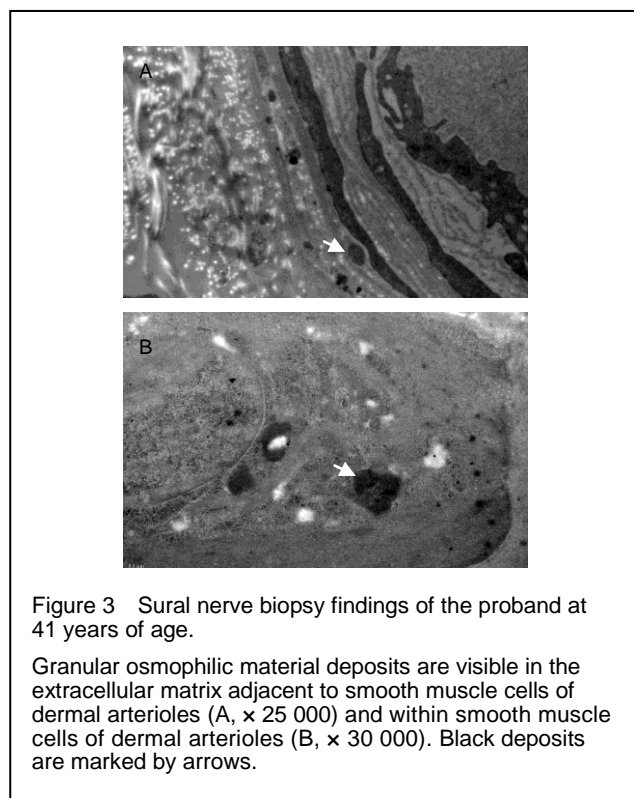 A
B
Figure 3 Sural nerve biopsy findings of the proband at
41 years of age.
Granular osmophilic material deposits are visible in the
extracellular matrix adjacent to smooth muscle cells of
dermal arterioles (A, × 25 000) and within smooth muscle
cells of dermal arterioles (B, × 30 000). Black deposits
are marked by arrows.